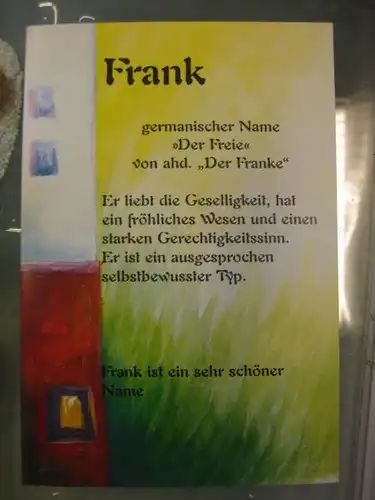 Frank
germanischer Name
»Der Freie«
von ahd. „Der Franke“
Er liebt die Geselligkeit, hat
ein fröhliches Wesen und einen
starken Gerechtigkeitssinn.
Er ist ein ausgesprochen
selbstbewusster Typ.
Frank ist ein sehr schöner
Name